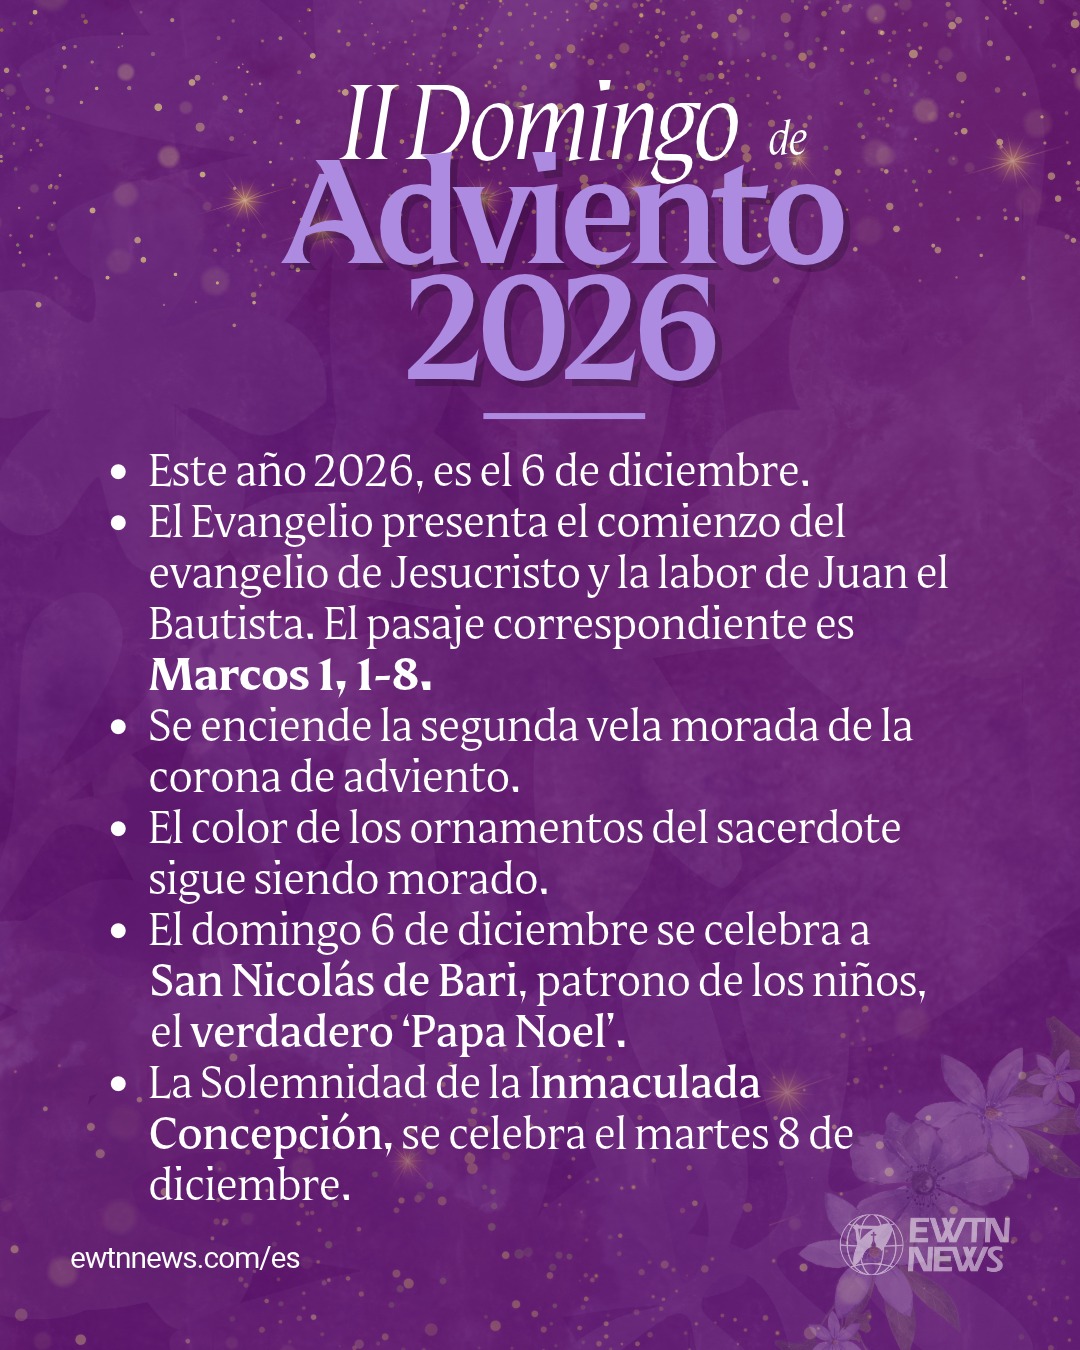 II Domingo de
Adviento
2026
• Este año 2026, es el 6 de diciembre.
• El Evangelio presenta el comienzo del
evangelio de Jesucristo y la labor de Juan el
Bautista. El pasaje correspondiente es
Marcos 1, 1-8.
• Se enciende la segunda vela morada de la
corona de adviento.
• El color de los ornamentos del sacerdote
sigue siendo morado.
• El domingo 6 de diciembre se celebra a
San Nicolás de Bari, patrono de los niños,
el verdadero ‘Papa Noel’.
• La Solemnidad de la Inmaculada
Concepción, se celebra el martes 8 de
diciembre.
ewtnnews.com/es
EWTN
NEWS